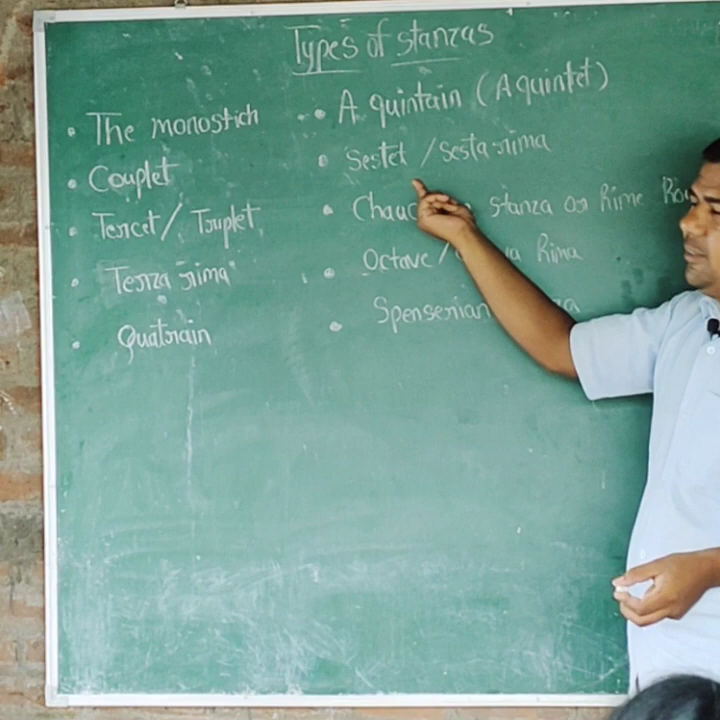 Types of stanzas
• The monostich
• Couplet
• Tercet / Triplet
• Terza rima
• Quatrain
• A quintain (A quintet)
• Sestet / Sesta rima
• stanza or Rime
• Octave / Rima
• Spenserian